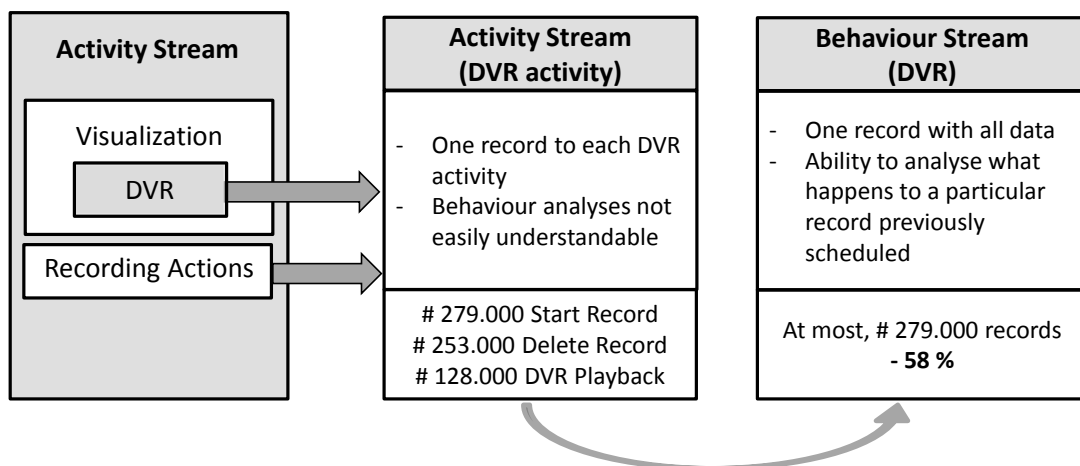 Activity Stream
Visualization
DVR
Recording Actions
Activity Stream
(DVR activity)
- One record to each DVR
activity
- Behaviour analyses not
easily understandable
# 279.000 Start Record
# 253.000 Delete Record
# 128.000 DVR Playback
Behaviour Stream
(DVR)
- One record with all data
- Ability to analyse what
happens to a particular
record previously
scheduled
At most, # 279.000 records
- 58 %